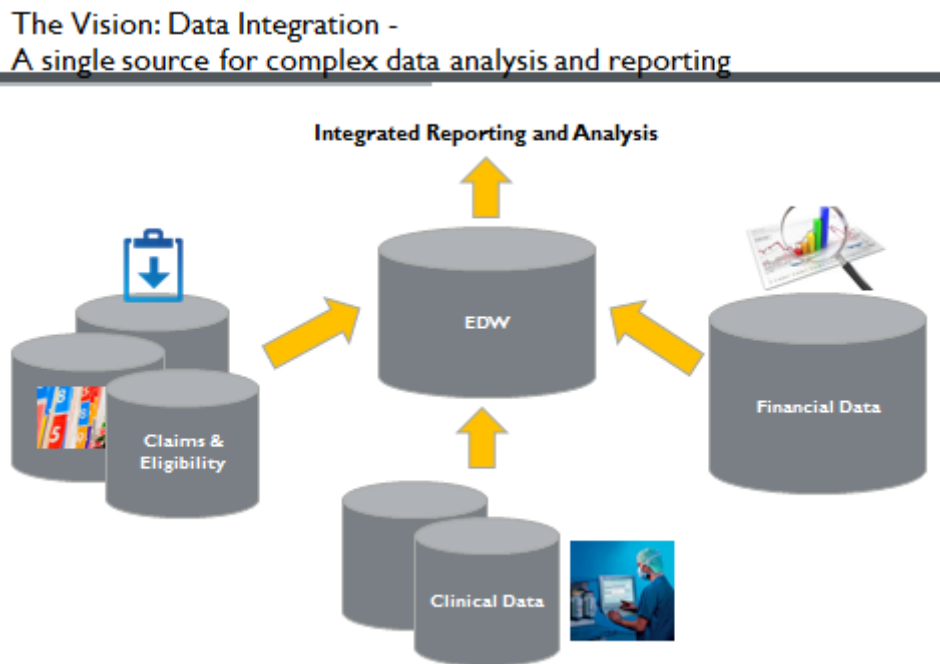 The Vision: Data Integration -
A single source for complex data analysis and reporting
Integrated Reporting and Analysis
EDW
Financial Data
Claims &
Eligibility
Clinical Data